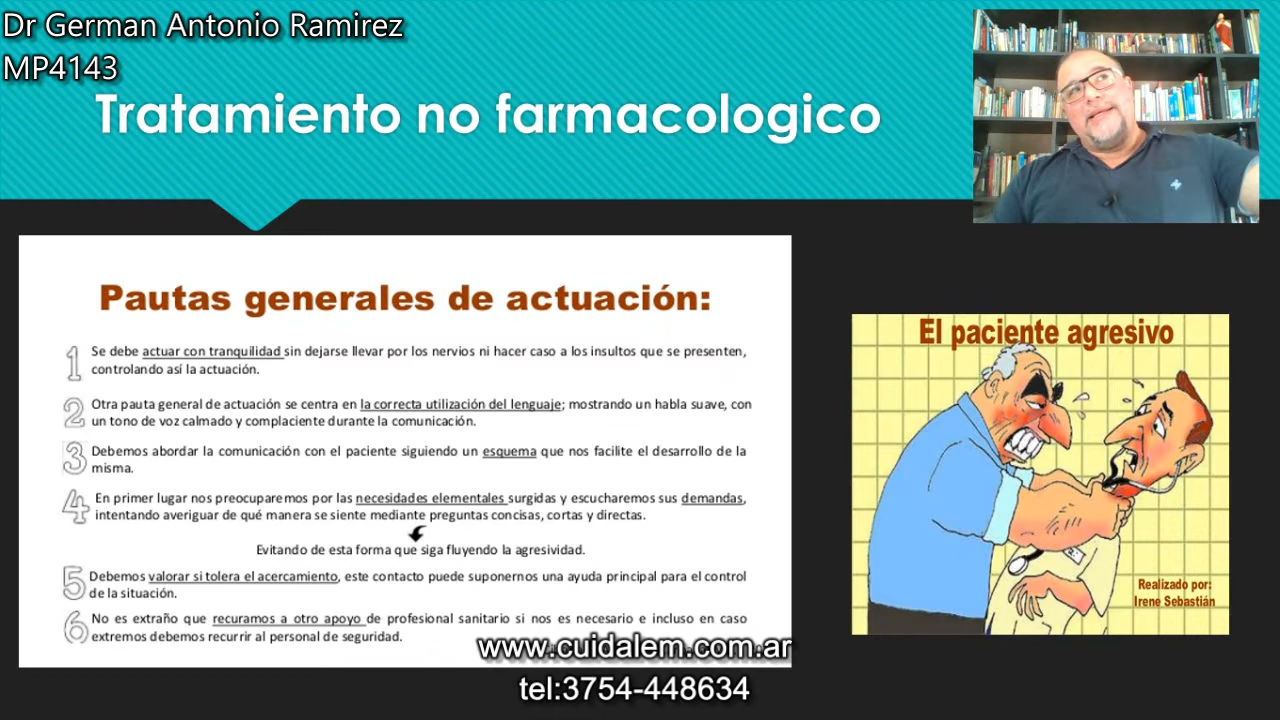 Dr German Antonio Ramirez
MP4143
Tratamiento no farmacologico
Pautas generales de actuación:
1 Se debe actuar con tranquilidad sin dejarse llevar por los nervios ni hacer caso a los insultos que se presenten,
controlando así la actuación.
2 Otra pauta general de actuación se centra en la correcta utilización del lenguaje; mostrando un habla suave, con
un tono de voz calmado y complaciente durante la comunicación.
3 Debemos abordar la comunicación con el paciente siguiendo un esquema que nos facilite el desarrollo de la
misma.
4 En primer lugar nos preocuparemos por las necesidades elementales surgidas y escucharemos sus demandas,
intentando averiguar de qué manera se siente mediante preguntas concisas, cortas y directas.
Evitando de esta forma que siga fluyendo la agresividad.
5 Debemos valorar si tolera el acercamiento, este contacto puede suponernos una ayuda principal para el control
de la situación.
6 No es extraño que recuramos a otro apoyo de profesional sanitario si nos es necesario e incluso en caso
extremos debemos recurrir al personal de seguridad.
El paciente agresivo
Realizado por:
Irene Sebastián
www.cuidalem.com.ar
tel:3754-448634